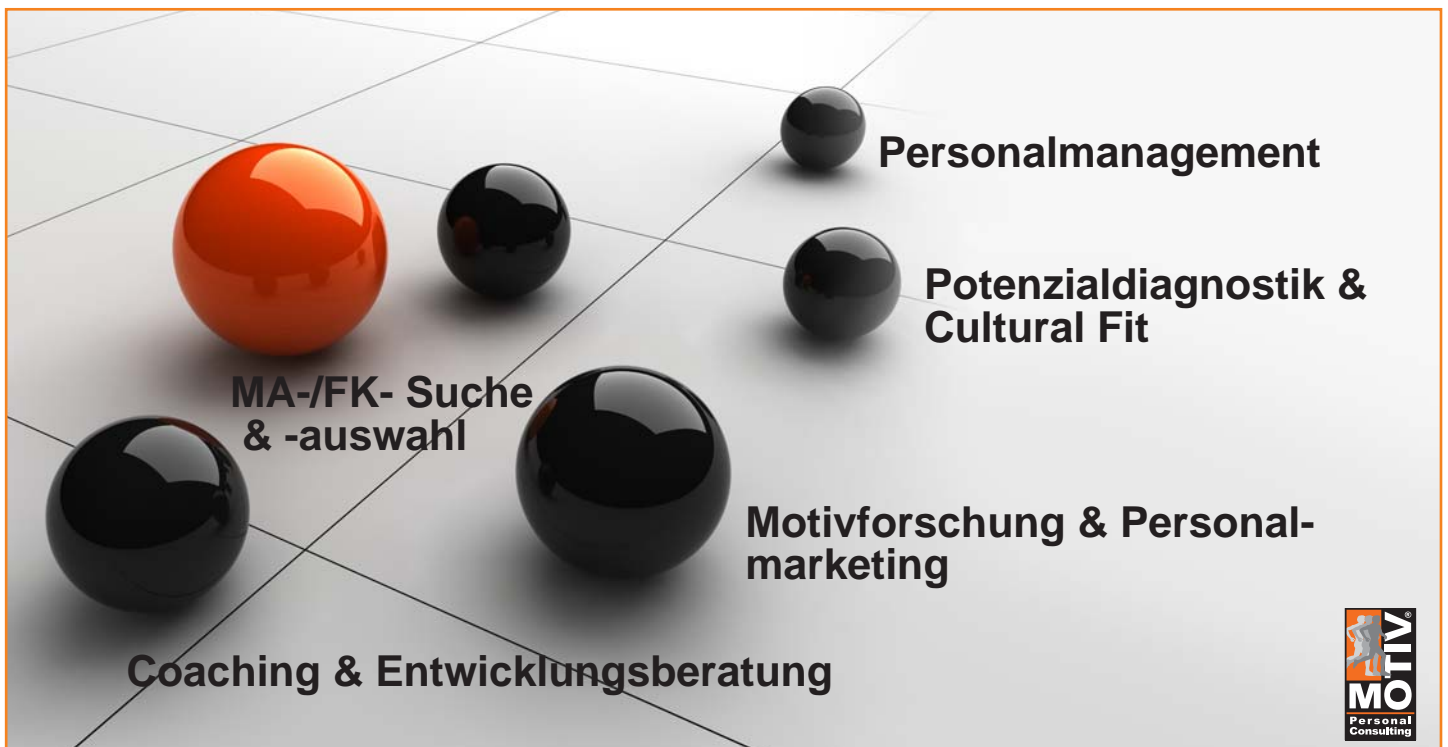 Personalmanagement
Potenzialdiagnostik &
Cultural Fit
MA-/FK- Suche
& -auswahl
Motivforschung & Personal-
marketing
Coaching & Entwicklungsberatung
MOTIV®
Personal
Consulting